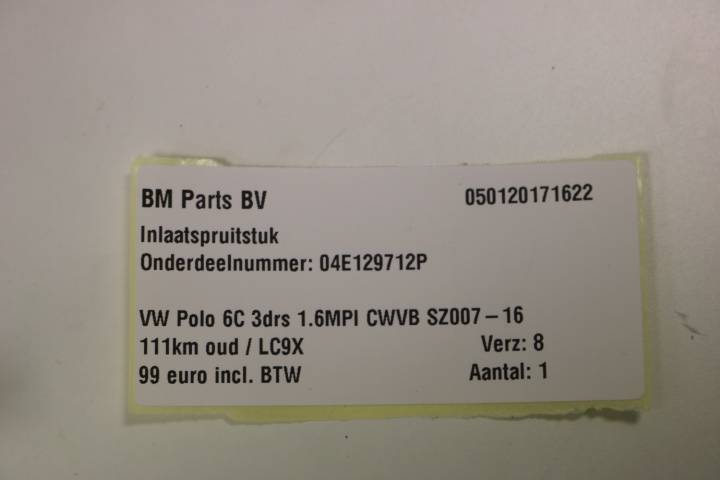 BM Parts BV 050120171622
Inlaatspruitstuk
Onderdeelnummer: 04E129712P
VW Polo 6C 3drs 1.6MPI CWVB SZ007 – 16
111km oud / LC9X Verz: 8
99 euro incl. BTW Aantal: 1